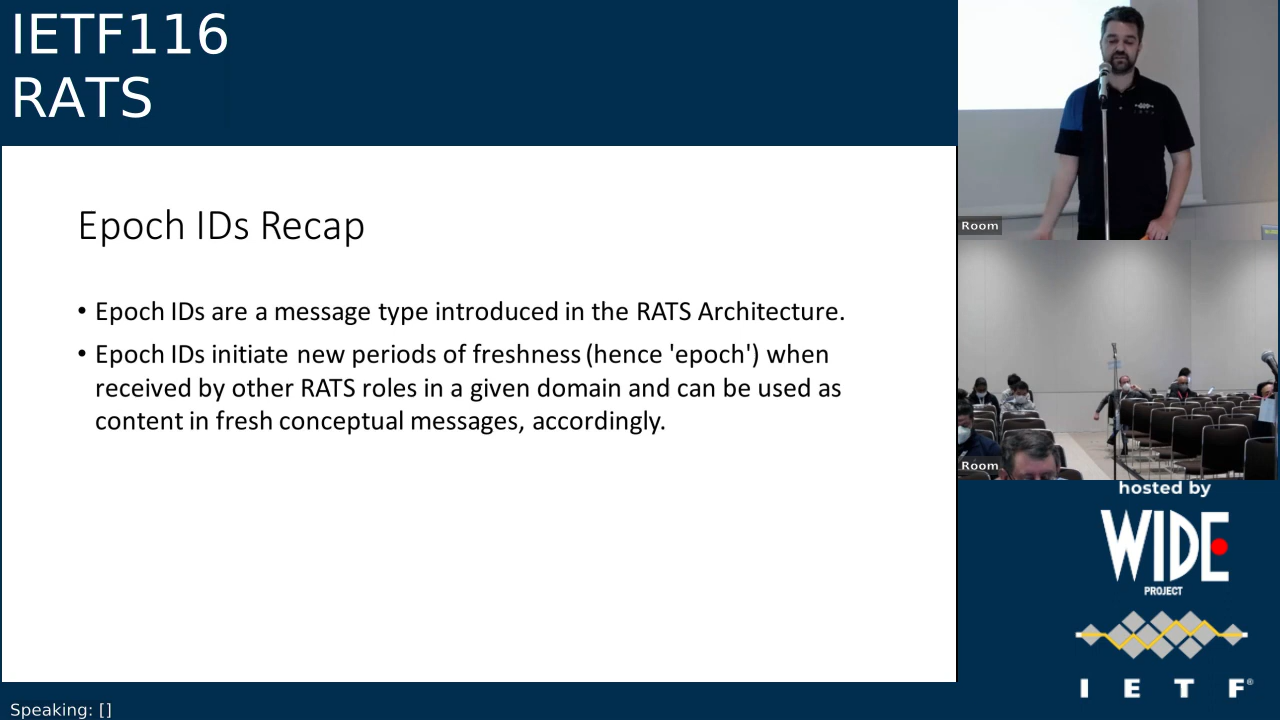 IETF116
RATS
Epoch IDs Recap
• Epoch IDs are a message type introduced in the RATS Architecture.
• Epoch IDs initiate new periods of freshness (hence 'epoch') when
received by other RATS roles in a given domain and can be used as
content in fresh conceptual messages, accordingly.
Room
IETF
Room
hosted by
WIDE
PROJECT
I E T F®
Speaking: []